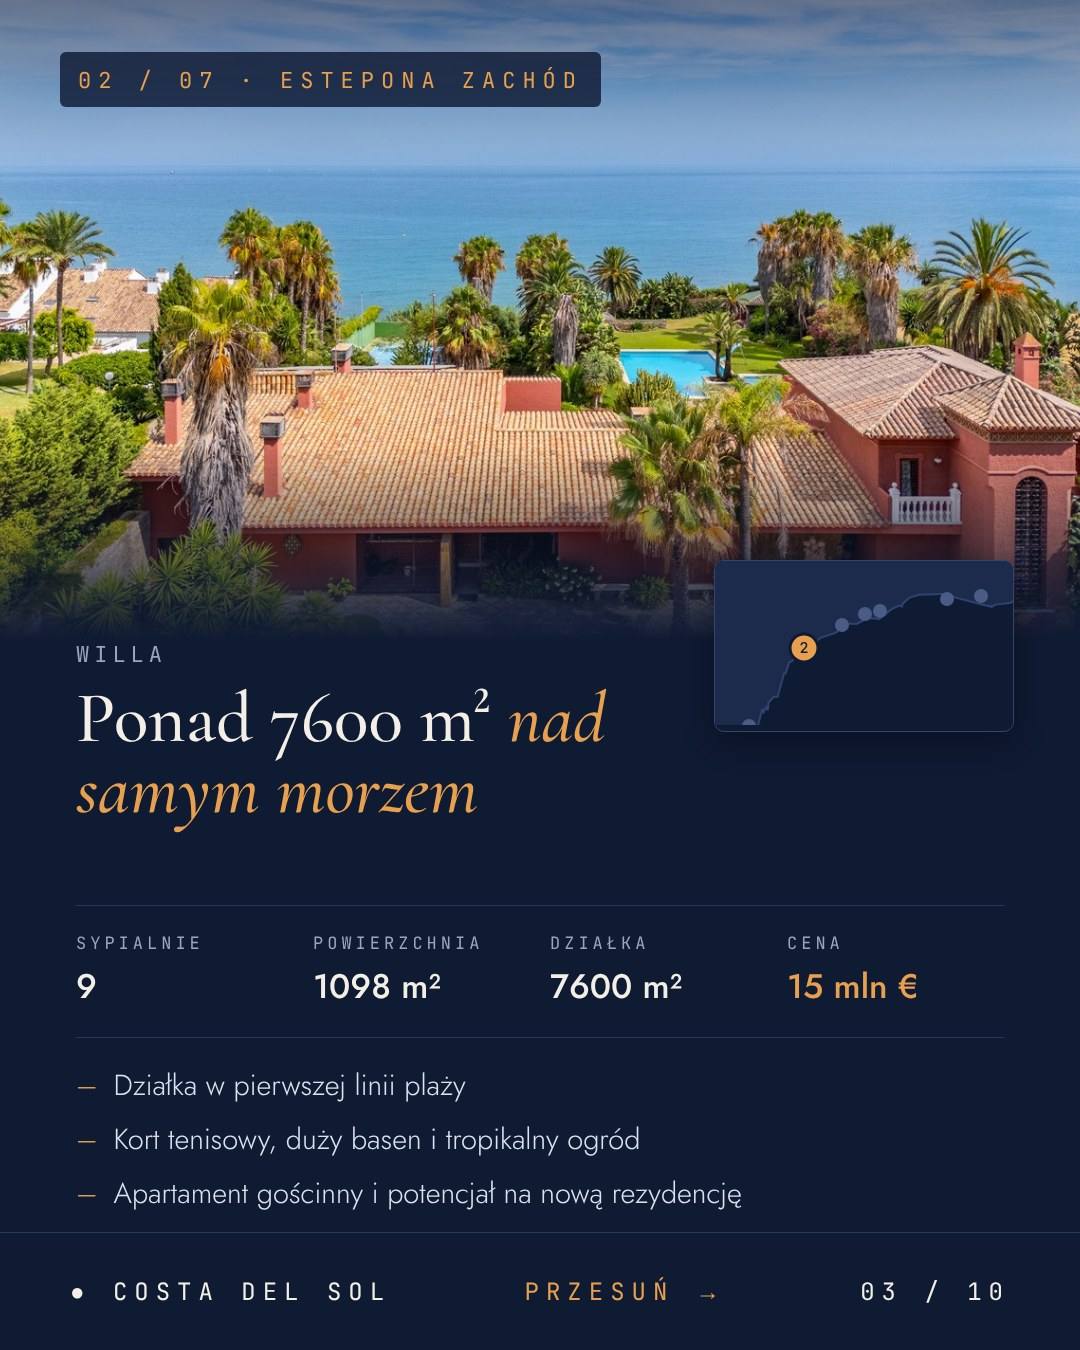 02 / 07 · ESTEPONA ZACHÓD
2
WILLA
Ponad 7600 m² nad
samym morzem
SYPIALNIE POWIERZCHNIA DZIAŁKA CENA
9 1098 m² 7600 m² 15 mln €
— Działka w pierwszej linii plaży
— Kort tenisowy, duży basen i tropikalny ogród
— Apartament gościnny i potencjał na nową rezydencję
• COSTA DEL SOL PRZESUŃ → 03 / 10